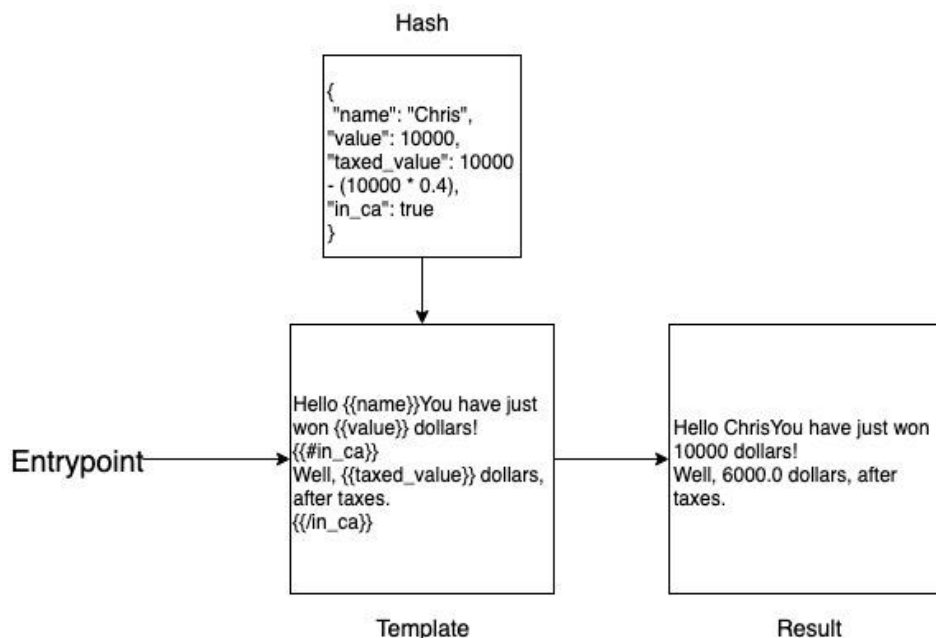 Hash
{
"name": "Chris",
"value": 10000,
"taxed_value": 10000
- (10000 * 0.4),
"in_ca": true
}
Entrypoint
Hello {{name}}You have just
won {{value}} dollars!
{{#in_ca}}
Well, {{taxed_value}} dollars,
after taxes.
{{/in_ca}}
Template
Hello ChrisYou have just won
10000 dollars!
Well, 6000.0 dollars, after
taxes.
Result